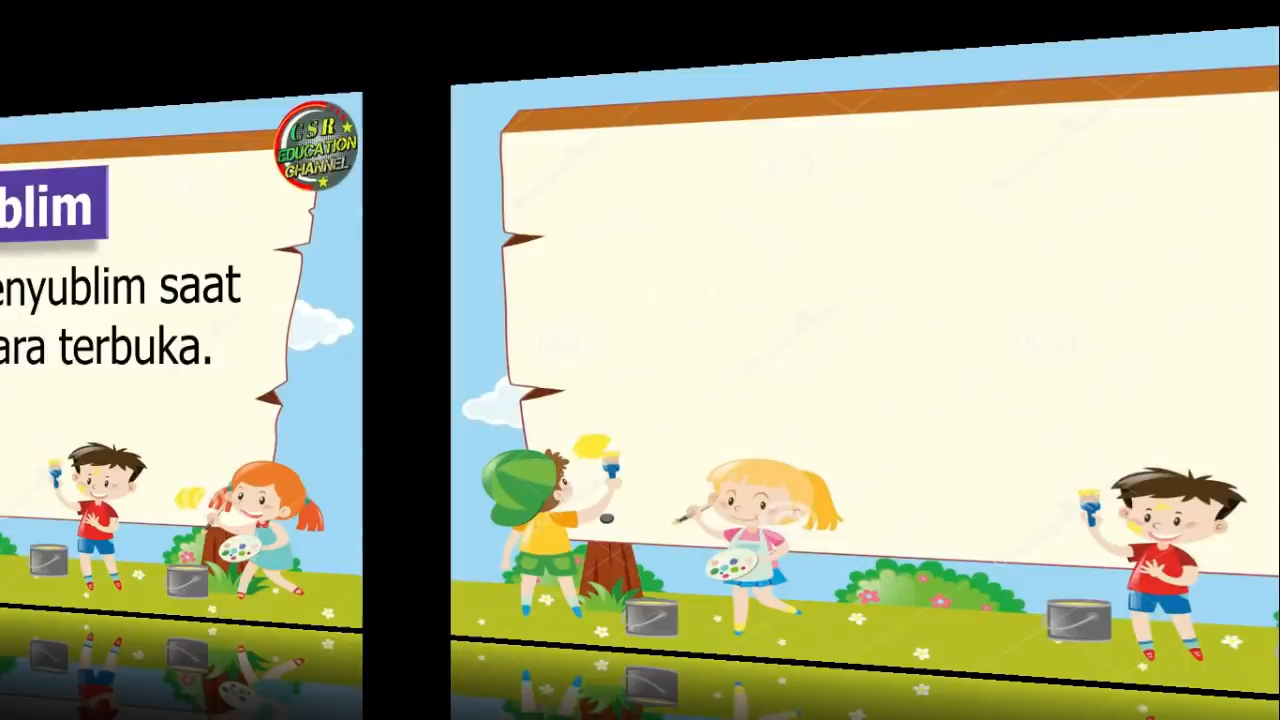 CSR
EDUCATION
CHANNEL
blim
enyublim saat
ara terbuka.